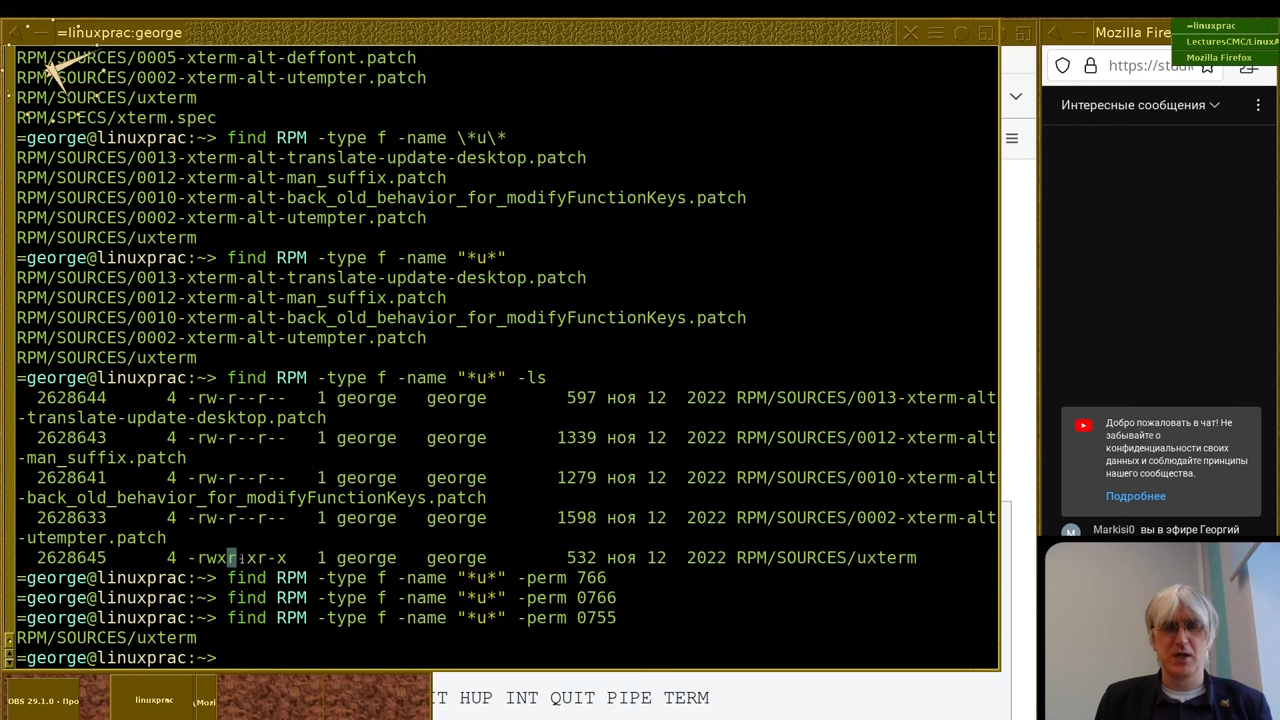 =linuxprac:george
RPM/SOURCES/0005-xterm-alt-deffont.patch
RPM/SOURCES/0002-xterm-alt-utempter.patch
RPM/SOURCES/uxterm
RPM/SPECS/xterm.spec
=george@linuxprac:~> find RPM -type f -name \*u\*
RPM/SOURCES/0013-xterm-alt-translate-update-desktop.patch
RPM/SOURCES/0012-xterm-alt-man_suffix.patch
RPM/SOURCES/0010-xterm-alt-back_old_behavior_for_modifyFunctionKeys.patch
RPM/SOURCES/0002-xterm-alt-utempter.patch
RPM/SOURCES/uxterm
=george@linuxprac:~> find RPM -type f -name "*u*"
RPM/SOURCES/0013-xterm-alt-translate-update-desktop.patch
RPM/SOURCES/0012-xterm-alt-man_suffix.patch
RPM/SOURCES/0010-xterm-alt-back_old_behavior_for_modifyFunctionKeys.patch
RPM/SOURCES/0002-xterm-alt-utempter.patch
RPM/SOURCES/uxterm
=george@linuxprac:~> find RPM -type f -name "*u*" -ls
2628644 4 -rw-r--r-- 1 george george 597 ноя 12 2022 RPM/SOURCES/0013-xterm-alt
-translate-update-desktop.patch
2628643 4 -rw-r--r-- 1 george george 1339 ноя 12 2022 RPM/SOURCES/0012-xterm-alt
-man_suffix.patch
2628641 4 -rw-r--r-- 1 george george 1279 ноя 12 2022 RPM/SOURCES/0010-xterm-alt
-back_old_behavior_for_modifyFunctionKeys.patch
2628633 4 -rw-r--r-- 1 george george 1598 ноя 12 2022 RPM/SOURCES/0002-xterm-alt
-utempter.patch
2628645 4 -rwxr-xr-x 1 george george 532 ноя 12 2022 RPM/SOURCES/uxterm
=george@linuxprac:~> find RPM -type f -name "*u*" -perm 766
=george@linuxprac:~> find RPM -type f -name "*u*" -perm 0766
=george@linuxprac:~> find RPM -type f -name "*u*" -perm 0755
RPM/SOURCES/uxterm
=george@linuxprac:~>
Mozilla Fire
=linuxprac
LecturesCMC/LinuxA
Mozilla Firefox
Интересные сообщения
Добро пожаловать в чат! Не
забывайте о
конфиденциальности своих
данных и соблюдайте принципы
нашего сообщества.
Подробнее
Markisi0 вы в эфире Георгий
DBS 29.1.0 - Про
linuxprac
HUP INT QUIT PIPE TERM